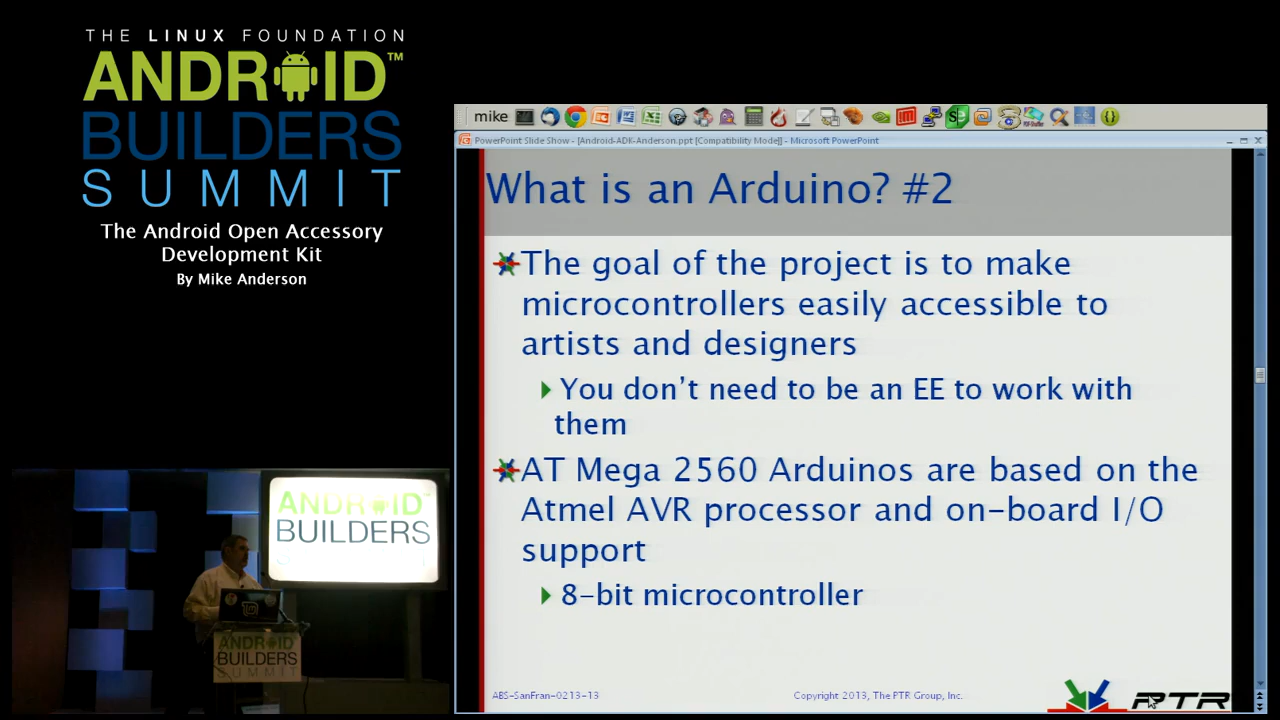 THE LINUX FOUNDATION
ANDROID™
BUILDERS
SUMMIT
The Android Open Accessory
Development Kit
By Mike Anderson
mike
PowerPoint Slide Show - [Android-ADK-Anderson.ppt [Compatibility Mode]] - Microsoft PowerPoint
What is an Arduino? #2
The goal of the project is to make
microcontrollers easily accessible to
artists and designers
You don't need to be an EE to work with
them
AT Mega 2560 Arduinos are based on the
Atmel AVR processor and on-board I/O
support
8-bit microcontroller
ABS-SanFran-0213-13
Copyright 2013, The PTR Group, Inc.
PTR
ANDROID
BUILDERS
ANDROID
BUILDERS
SUMMIT